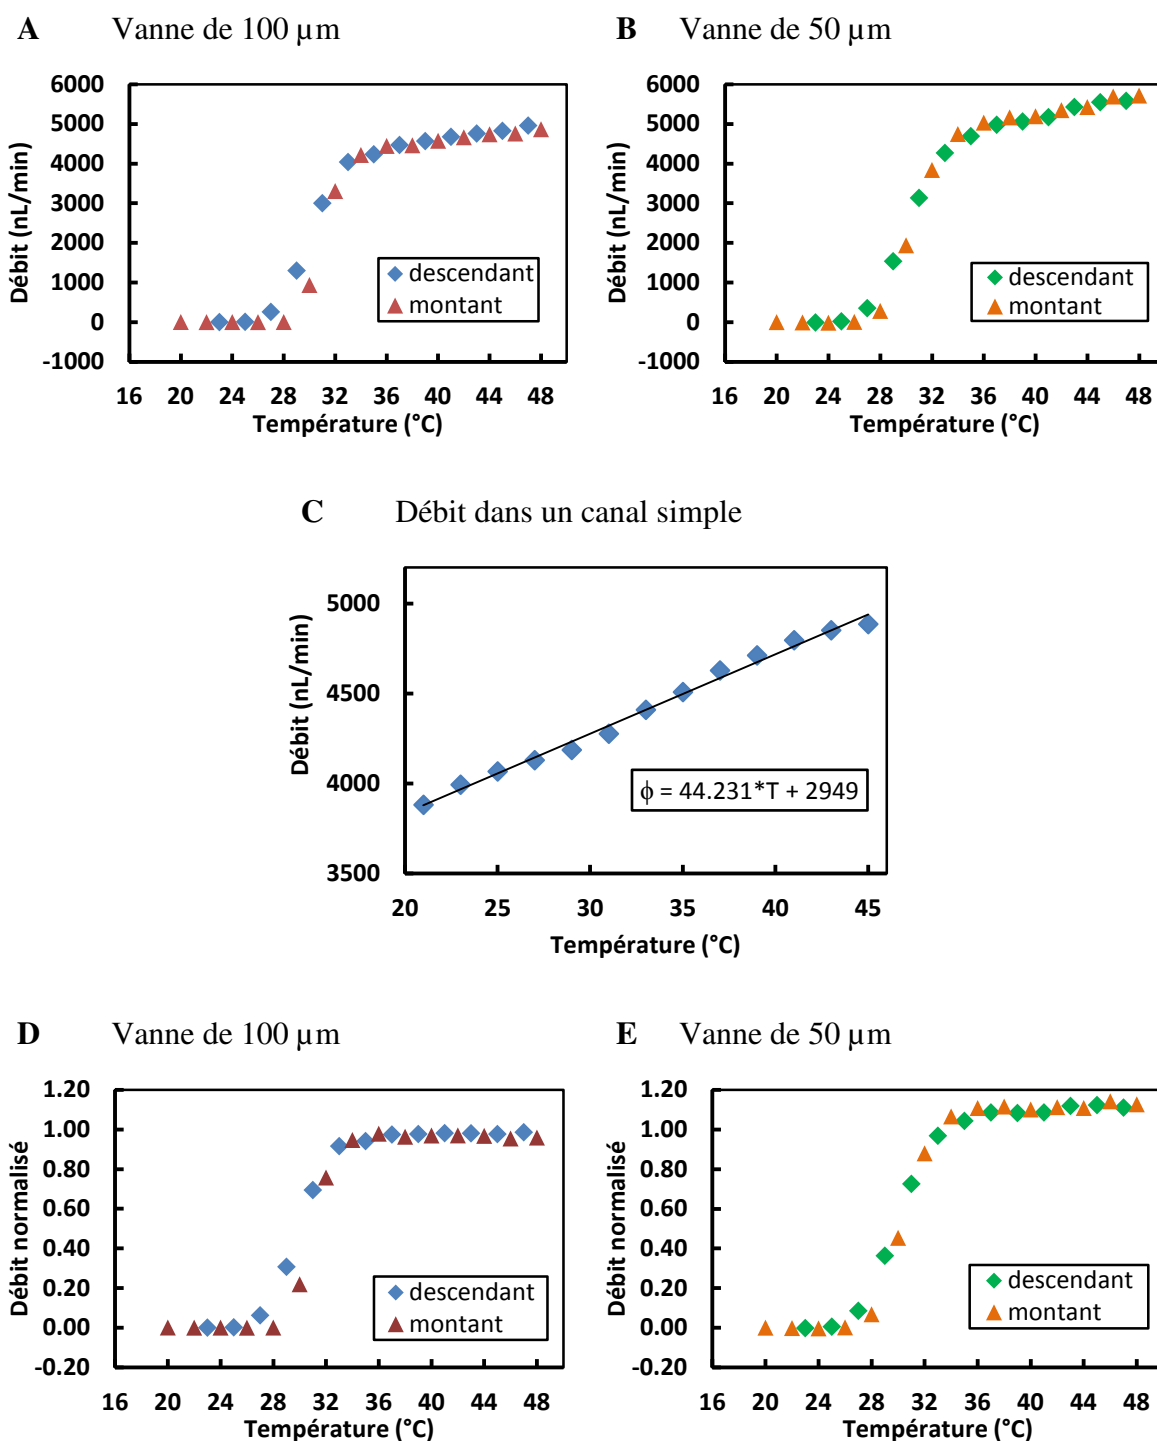 A Vanne de 100 µm
B Vanne de 50 µm
Débit (nL/min)
6000
5000
4000
3000
2000
1000
0
-1000
descendant
montant
16 20 24 28 32 36 40 44 48
Température (°C)
Débit (nL/min)
6000
5000
4000
3000
2000
1000
0
-1000
descendant
montant
16 20 24 28 32 36 40 44 48
Température (°C)
C Débit dans un canal simple
Débit (nL/min)
5000
4500
4000
3500
ϕ = 44.231*T + 2949
20 25 30 35 40 45
Température (°C)
D Vanne de 100 µm
E Vanne de 50 µm
Débit normalisé
1.20
1.00
0.80
0.60
0.40
0.20
0.00
-0.20
descendant
montant
16 20 24 28 32 36 40 44 48
Température (°C)
Débit normalisé
1.20
1.00
0.80
0.60
0.40
0.20
0.00
-0.20
descendant
montant
16 20 24 28 32 36 40 44 48
Température (°C)